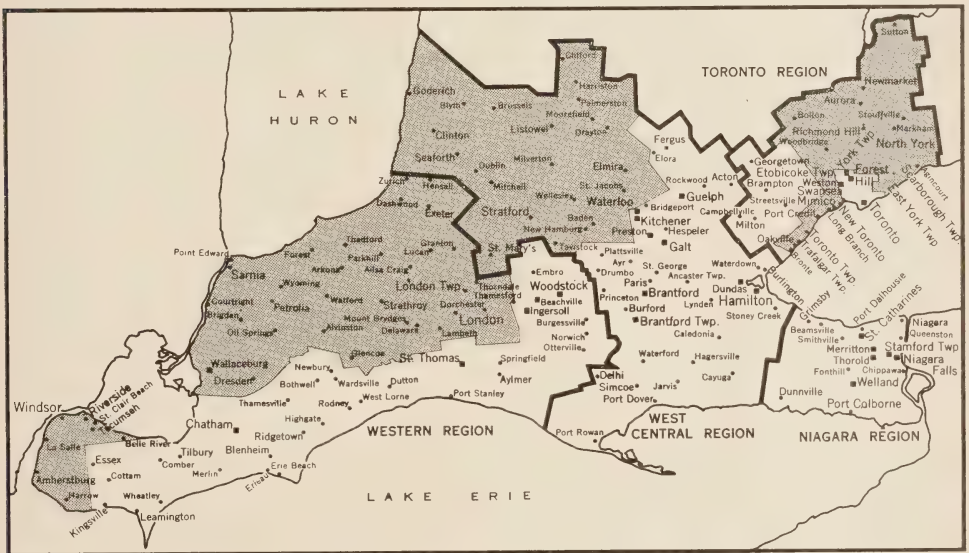 Sutton
Clifford
TORONTO REGION
Newmarket
Harriston
LAKE
HURON
Goderich
Palmerston
Aurora
Blyth
Brussels
Moorefield
Bolton
Stouffville
Listowel
Drayton
Richmond Hill
Markham
Clinton
Fergus
Woodbridge
North York
York Twp
Seaforth
Milverton
Elora
Georgetown
Etobicoke Twp.
Forest
Hill
Agincourt
Scarborough Twp.
Dublin
Elmira
Rockwood
Acton
Brampton
Weston
Swansea
East York Twp
Zurich
Hensall
Mitchell
St. Jacobs
Guelph
Streetsville
Mimico
Toronto
Wellesley
Waterloo
Bridgeport
Campbellville
Port Credit
New Toronto
Long Branch
Dashwood
Exeter
Stratford
Baden
Kitchener
Milton
Toronto Twp
New Hamburg
Preston
Hespeler
Oakville
Trafalgar Twp.
Bronte
Point Edward
Thedford
Granton
St. Mary's
Tavistock
Galt
Forest
Parkhill
Lucan
Plattsville
Waterdown
Sarnia
Arkona
Ailsa Craig
Embro
Ayr
St. George
Burlington
Drumbo
Ancaster Twp.
Wyoming
London Twp.
Thorndale
Woodstock
Paris
Dundas
Port Dalhousie
Courtright
Petrolia
Watford
Strathroy
Dorchester
Thamesford
Beachville
Princeton
Brantford
Hamilton
Grimsby
St. Catharines
Brigden
Mount Brydges
London
Ingersoll
Burford
Lynden
Stoney Creek
Beamsville
Niagara
Oil Springs
Alvinston
Delaware
Lambeth
Burgessville
Brantford Twp.
Smithville
Queenston
Norwich
Caledonia
Merritton
Stamford Twp
Glencoe
St. Thomas
Otterville
Thorold
Niagara
Falls
Wallaceburg
Newbury
Springfield
Waterford
Hagersville
Fonthill
Chippawa
Dresden
Bothwell
Wardsville
Dutton
Aylmer
Delhi
Welland
Riverside
West Lorne
Simcoe
Jarvis
Cayuga
Dunnville
Windsor
St. Clair Beach
Tecumseh
Thamesville
Rodney
Port Stanley
Port Dover
Port Colborne
Highgate
Chatham
Ridgetown
WESTERN REGION
Port Rowan
WEST
CENTRAL REGION
NIAGARA REGION
La Salle
Belle River
Essex
Tilbury
Blenheim
Comber
Merlin
Erie Beach
Erieau
Amherstburg
Cottam
Harrow
Wheatley
LAKE ERIE
Kingsville
Leamington